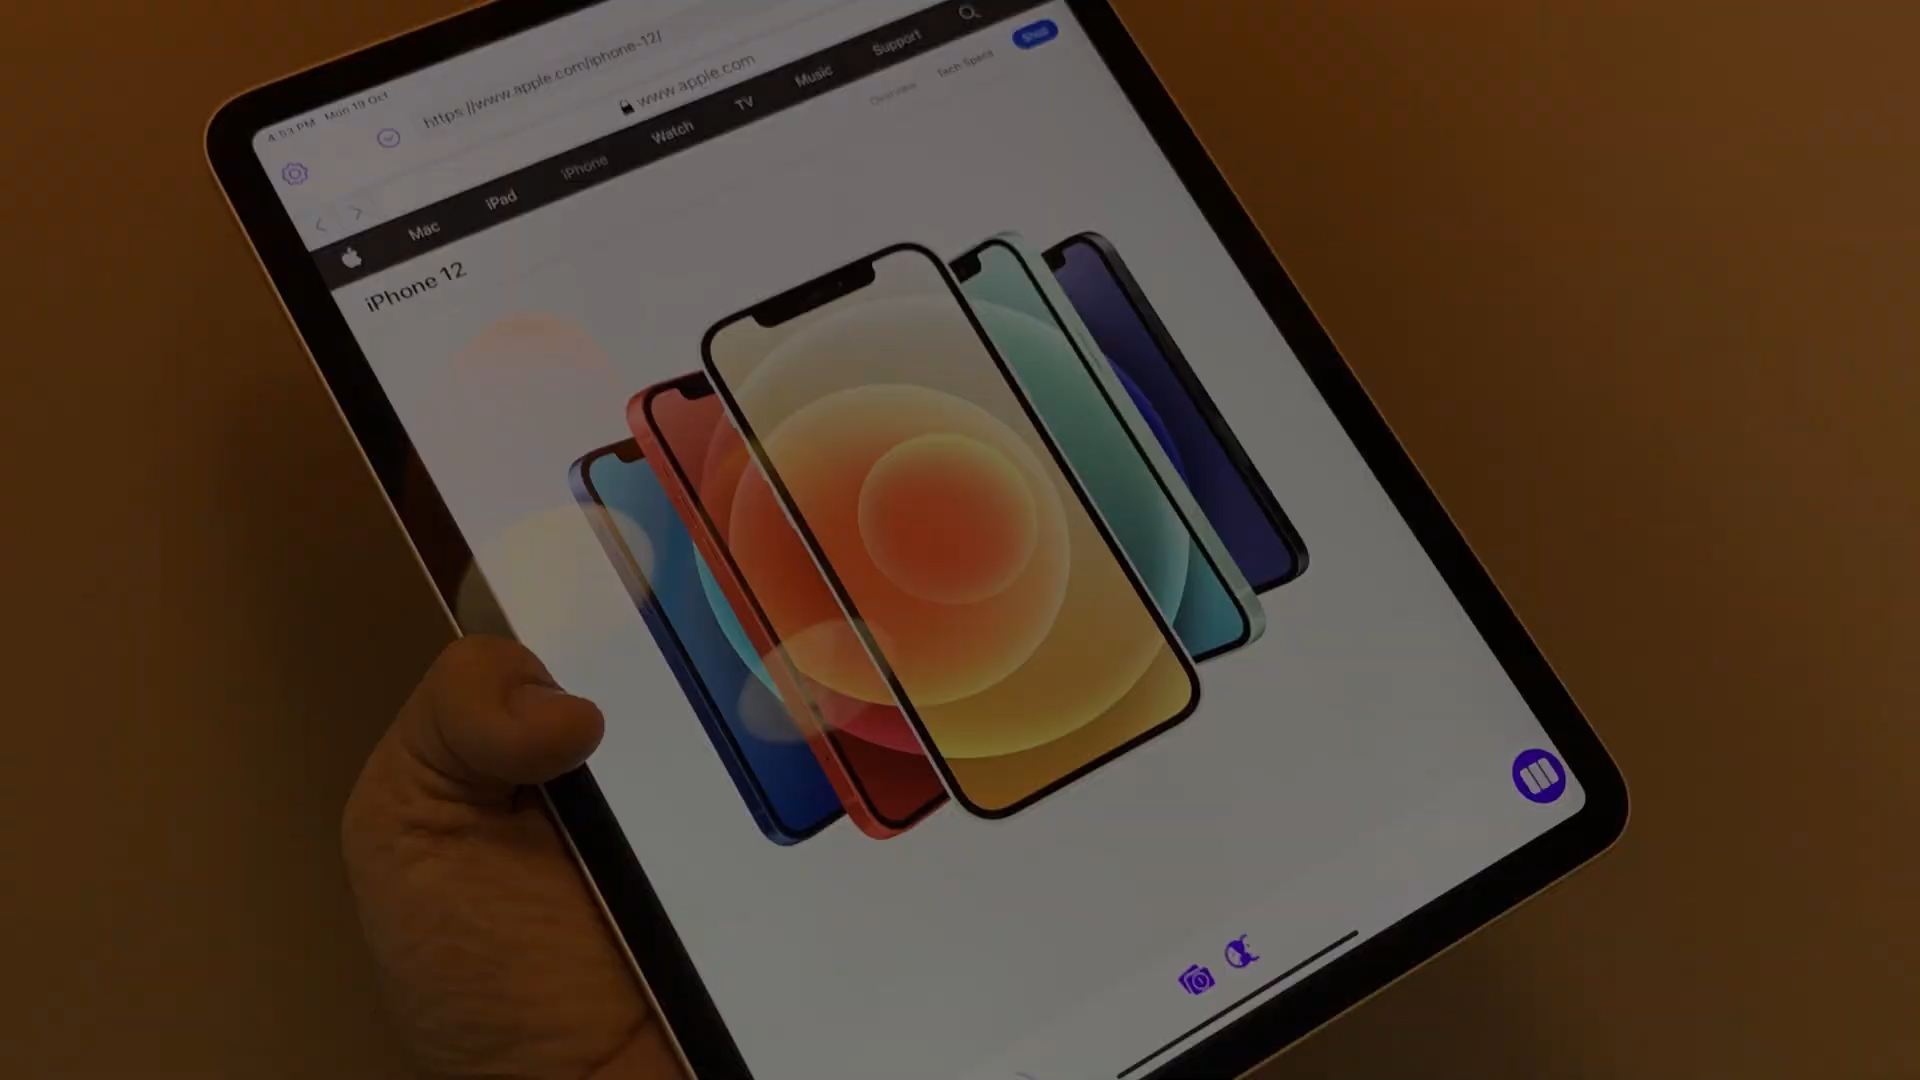 4:53 PM Mon 19 Oct
https://www.apple.com/iphone-12/
www.apple.com
Mac iPad iPhone Watch TV Music Support
iPhone 12
Overview Tech Specs Shop